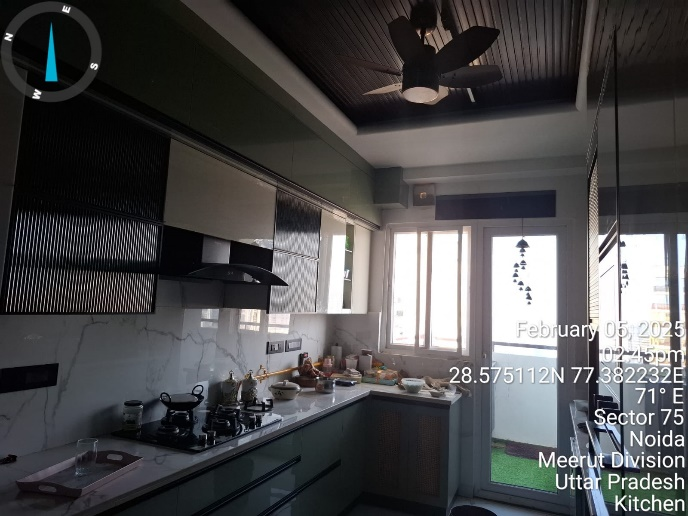 N
E
S
W
February 05, 2025
02:45pm
28.575112N 77.382232E
71° E
Sector 75
Noida
Meerut Division
Uttar Pradesh
Kitchen